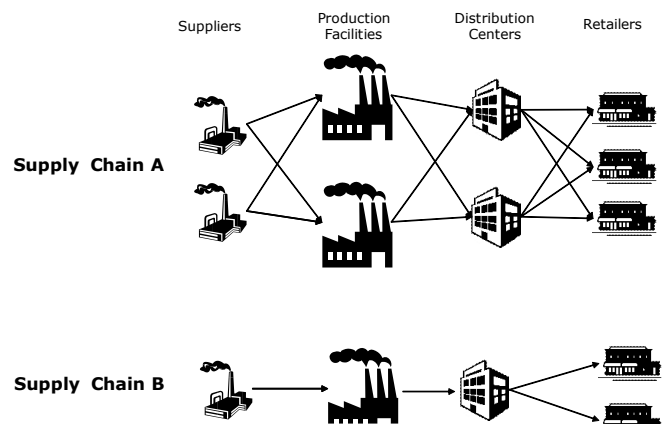 Suppliers
Production
Facilities
Distribution
Centers
Retailers
Supply Chain A
Supply Chain B